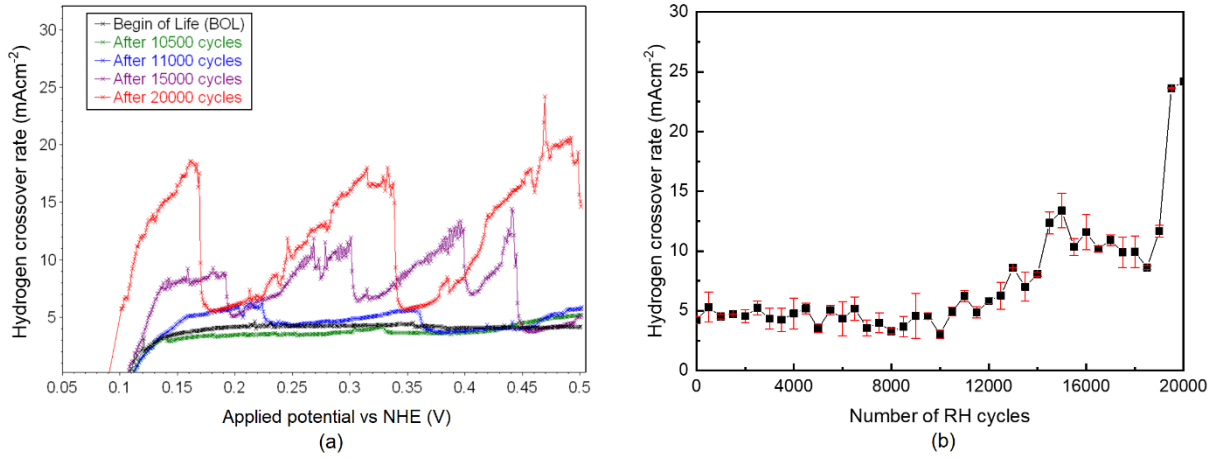 Hydrogen crossover rate (mAcm-2)
30
25
20
15
10
5
Begin of Life (BOL)
After 10500 cycles
After 11000 cycles
After 15000 cycles
After 20000 cycles
0.05 0.1 0.15 0.2 0.25 0.3 0.35 0.4 0.45 0.5
Applied potential vs NHE (V)
(a)
Hydrogen crossover rate (mAcm-2)
30
25
20
15
10
5
0
0 4000 8000 12000 16000 20000
Number of RH cycles
(b)